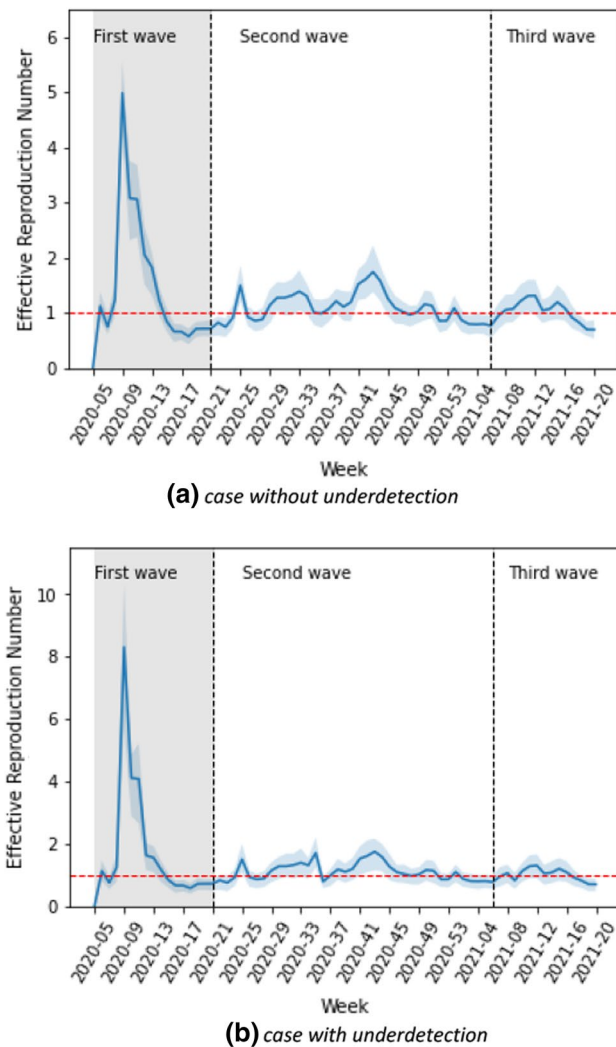 First wave Second wave Third wave
6
5
4
3
2
1
0
Effective Reproduction Number
2020-05 2020-09 2020-13 2020-17 2020-21 2020-25 2020-29 2020-33 2020-37 2020-41 2020-45 2020-49 2020-53 2021-04 2021-08 2021-12 2021-16 2021-20
Week
(a) case without underdetection
First wave Second wave Third wave
10
8
6
4
2
0
Effective Reproduction Number
2020-05 2020-09 2020-13 2020-17 2020-21 2020-25 2020-29 2020-33 2020-37 2020-41 2020-45 2020-49 2020-53 2021-04 2021-08 2021-12 2021-16 2021-20
Week
(b) case with underdetection